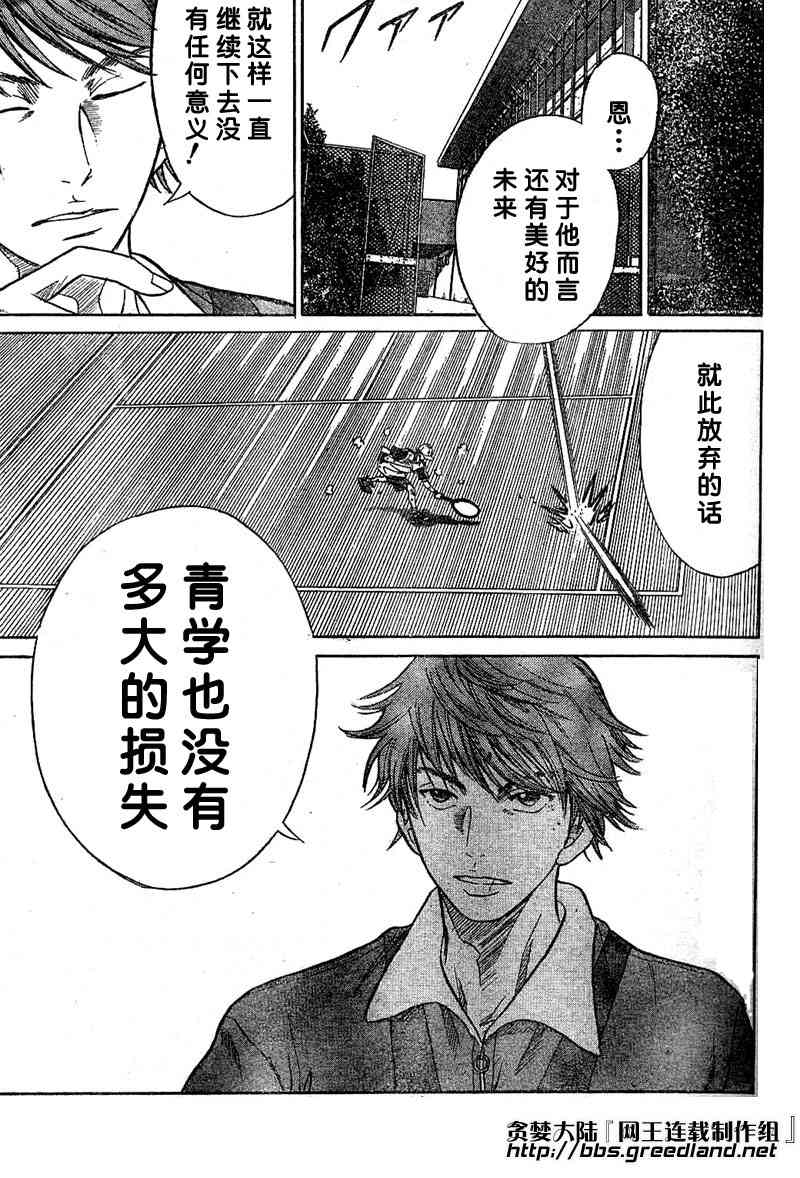 ワァァ
恩…
对于他而言
还有美好的
未来
就这样一直
继续下去没
有任何意义！
就此放弃的话
青学也没有
多大的损失
贪婪大陆『网王连载制作组』
http://bbs.greedland.net